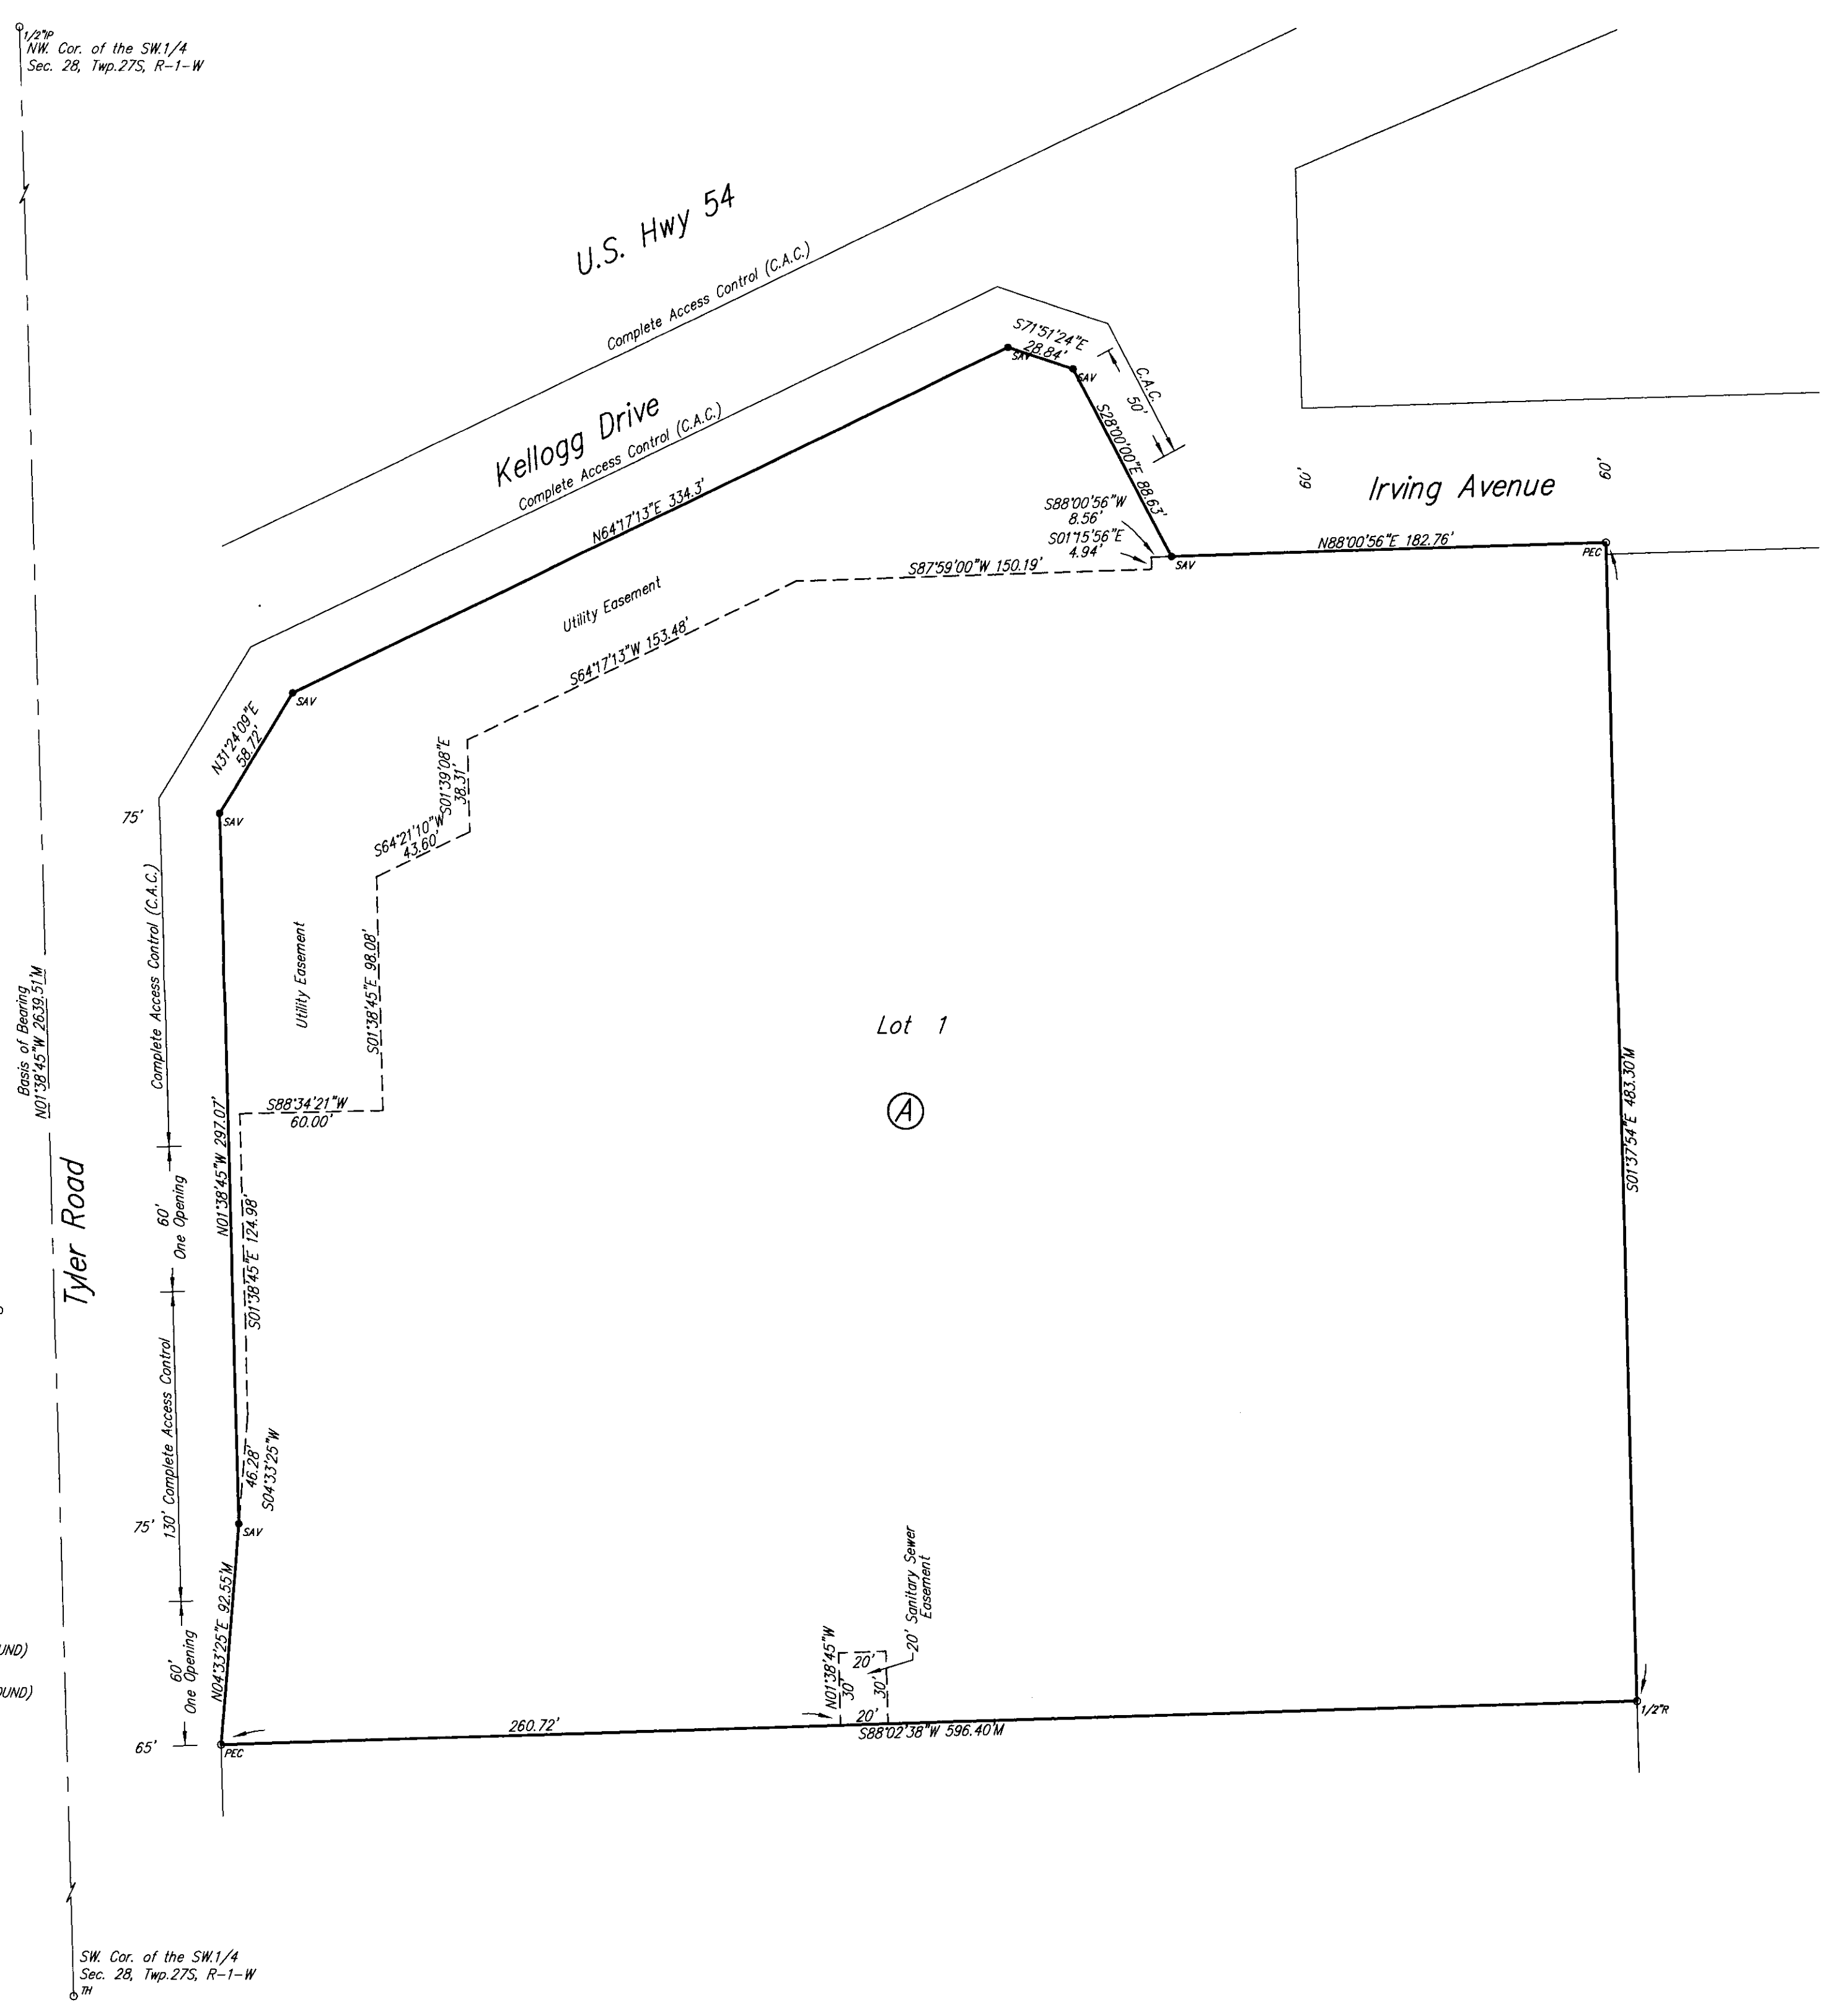 1/2"IP
NW. Cor. of the SW.1/4
Sec. 28, Twp.27S, R-1-W
U.S. Hwy 54
Complete Access Control (C.A.C.)
Kellogg Drive
Complete Access Control (C.A.C.)
S71°51'24"E
28.84'
SAV
SAV
C.A.C.
50'
S28°00'00"E 88.63'
N64°17'13"E 334.3'
60'
Irving Avenue
60'
S88°00'56"W
8.56'
S01°15'56"E
4.94'
N88°00'56"E 182.76'
PEC
SAV
S87°59'00"W 150.19'
Utility Easement
S64°17'13"W 153.48'
SAV
N31°24'09"E
58.72'
S01°39'08"E
38.31'
75'
SAV
S64°21'10"W
43.60'
Complete Access Control (C.A.C.)
Utility Easement
S01°38'45"E 98.08'
Basis of Bearing
N01°38'45"W 2639.51'M
Lot 1
A
S88°34'21"W
60.00'
N01°38'45"W 297.07'
S01°37'54"E 483.30'M
60'
One Opening
Tyler Road
S01°38'45"E 124.98'
130' Complete Access Control
46.28'
S04°33'25"W
75'
SAV
N04°33'25"E 92.55'M
60'
One Opening
20' Sanitary Sewer
Easement
N01°38'45"W
30'
20'
30'
20'
UND)
OUND)
65'
PEC
260.72'
S88°02'38"W 596.40'M
1/2"R
SW. Cor. of the SW.1/4
Sec. 28, Twp.27S, R-1-W
TH